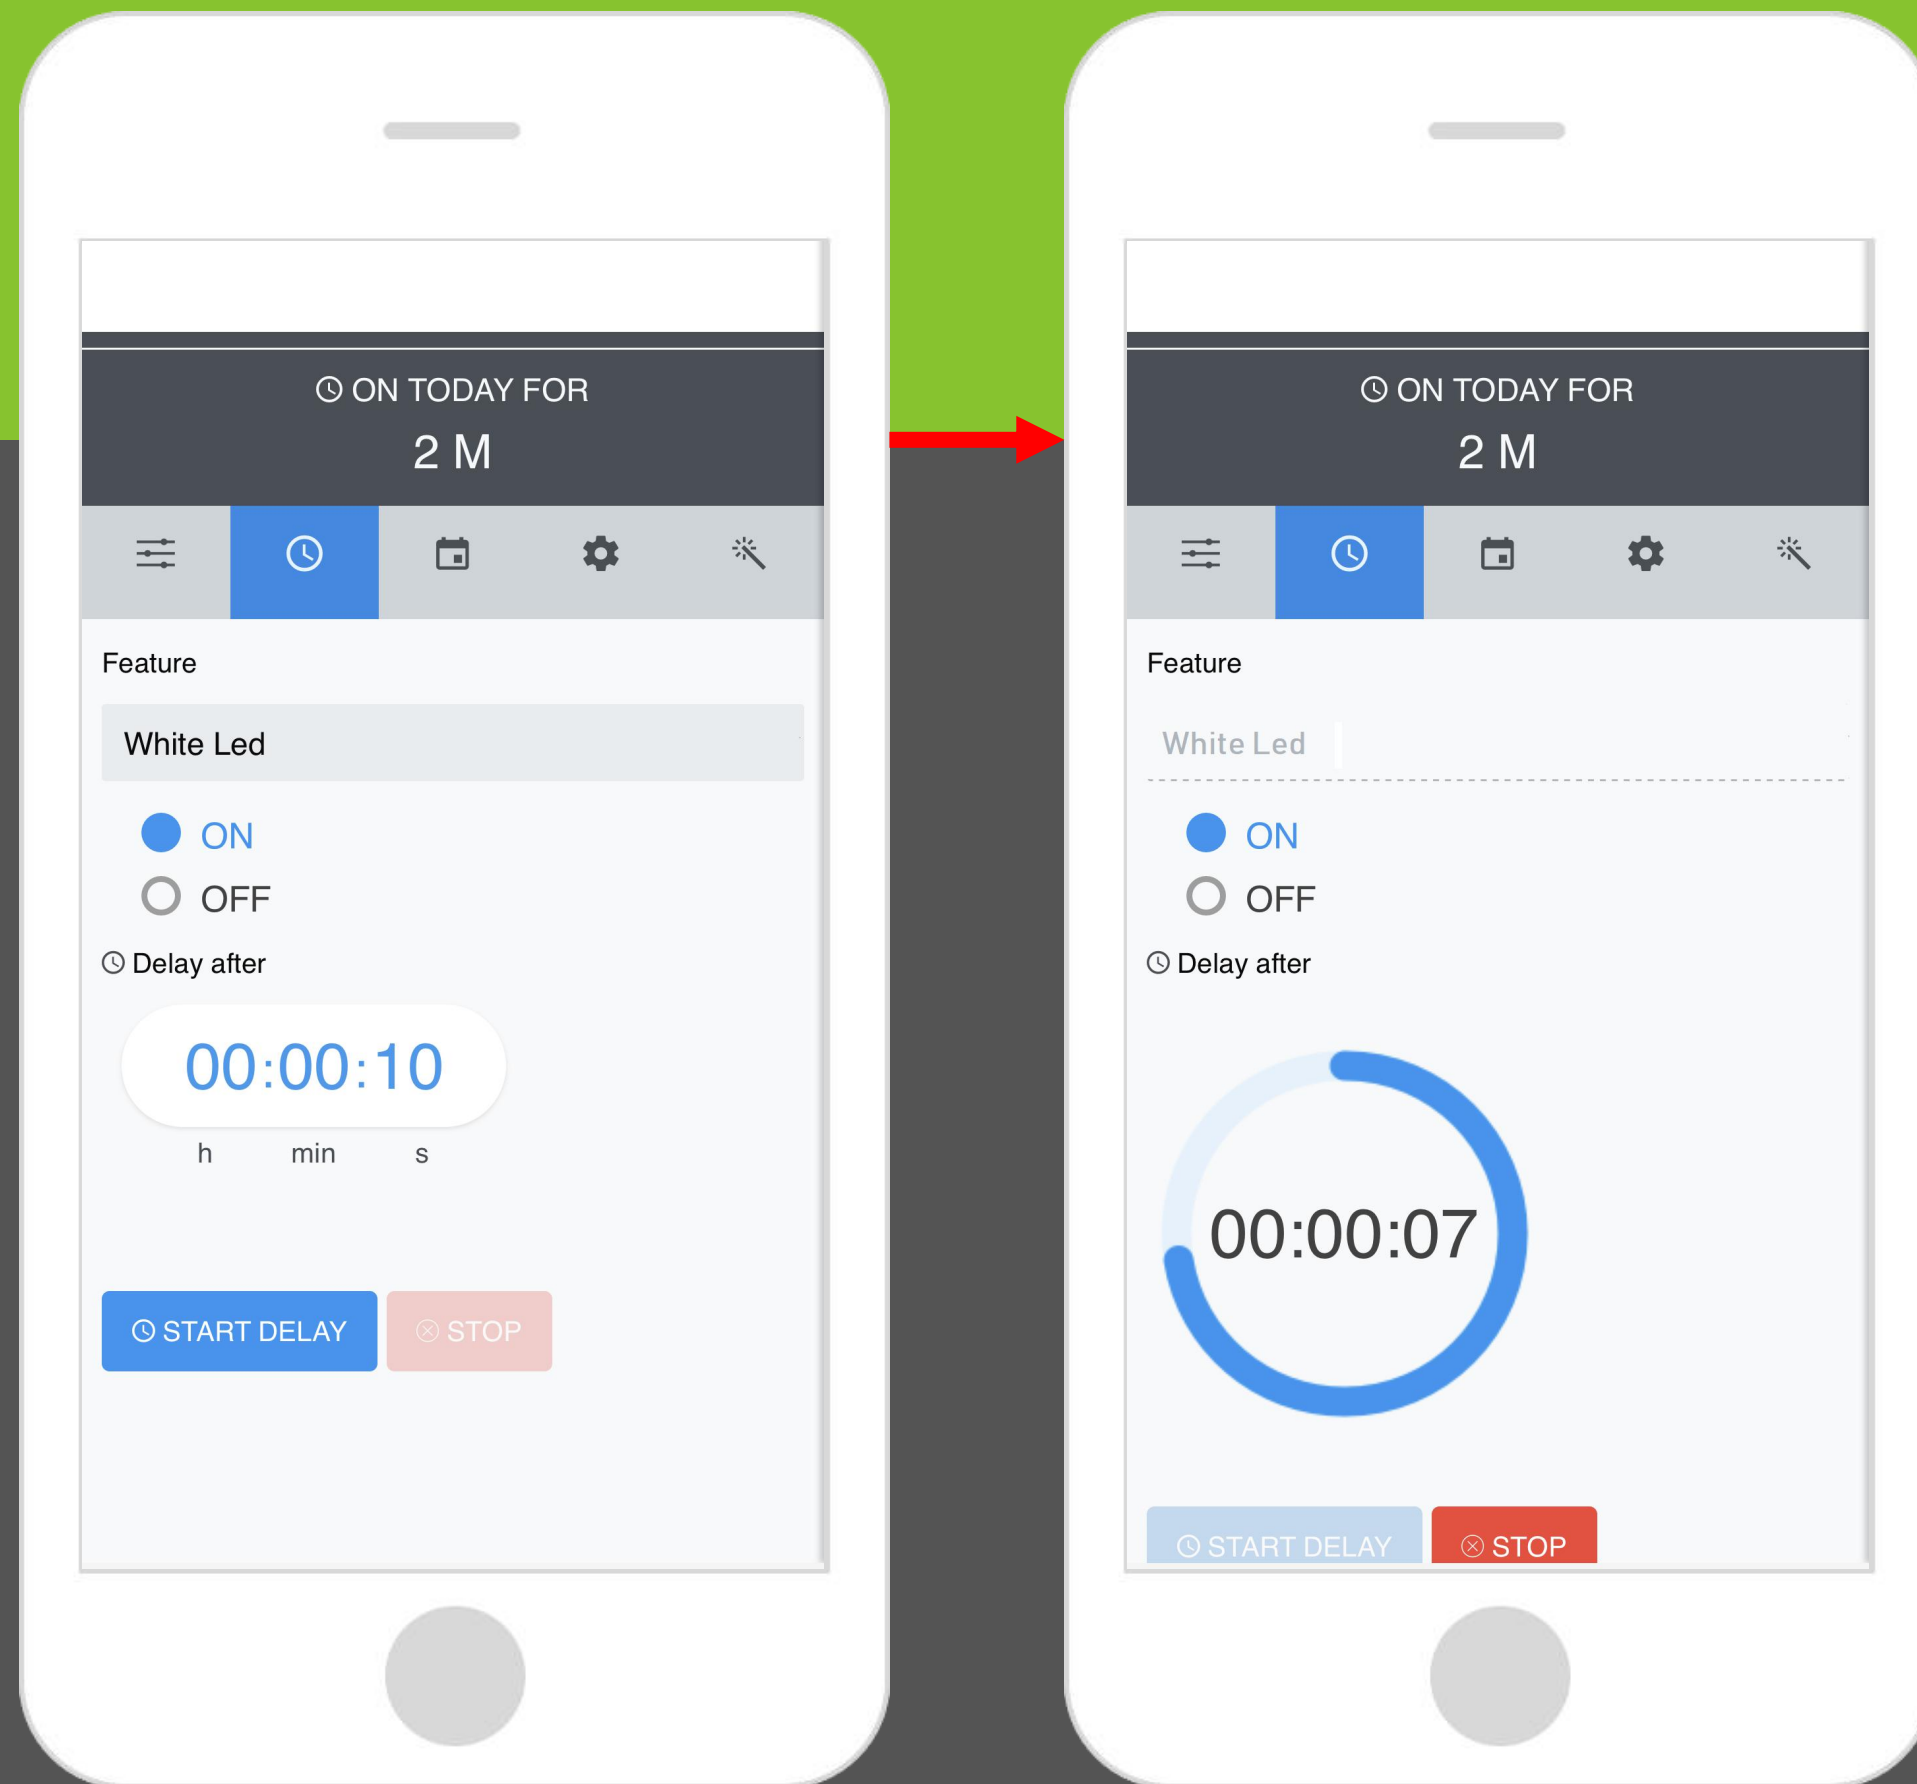 ON TODAY FOR
2 M
Feature
White Led
ON
OFF
Delay after
00:00:10
h min s
START DELAY STOP
ON TODAY FOR
2 M
Feature
White Led
ON
OFF
Delay after
00:00:07
START DELAY STOP